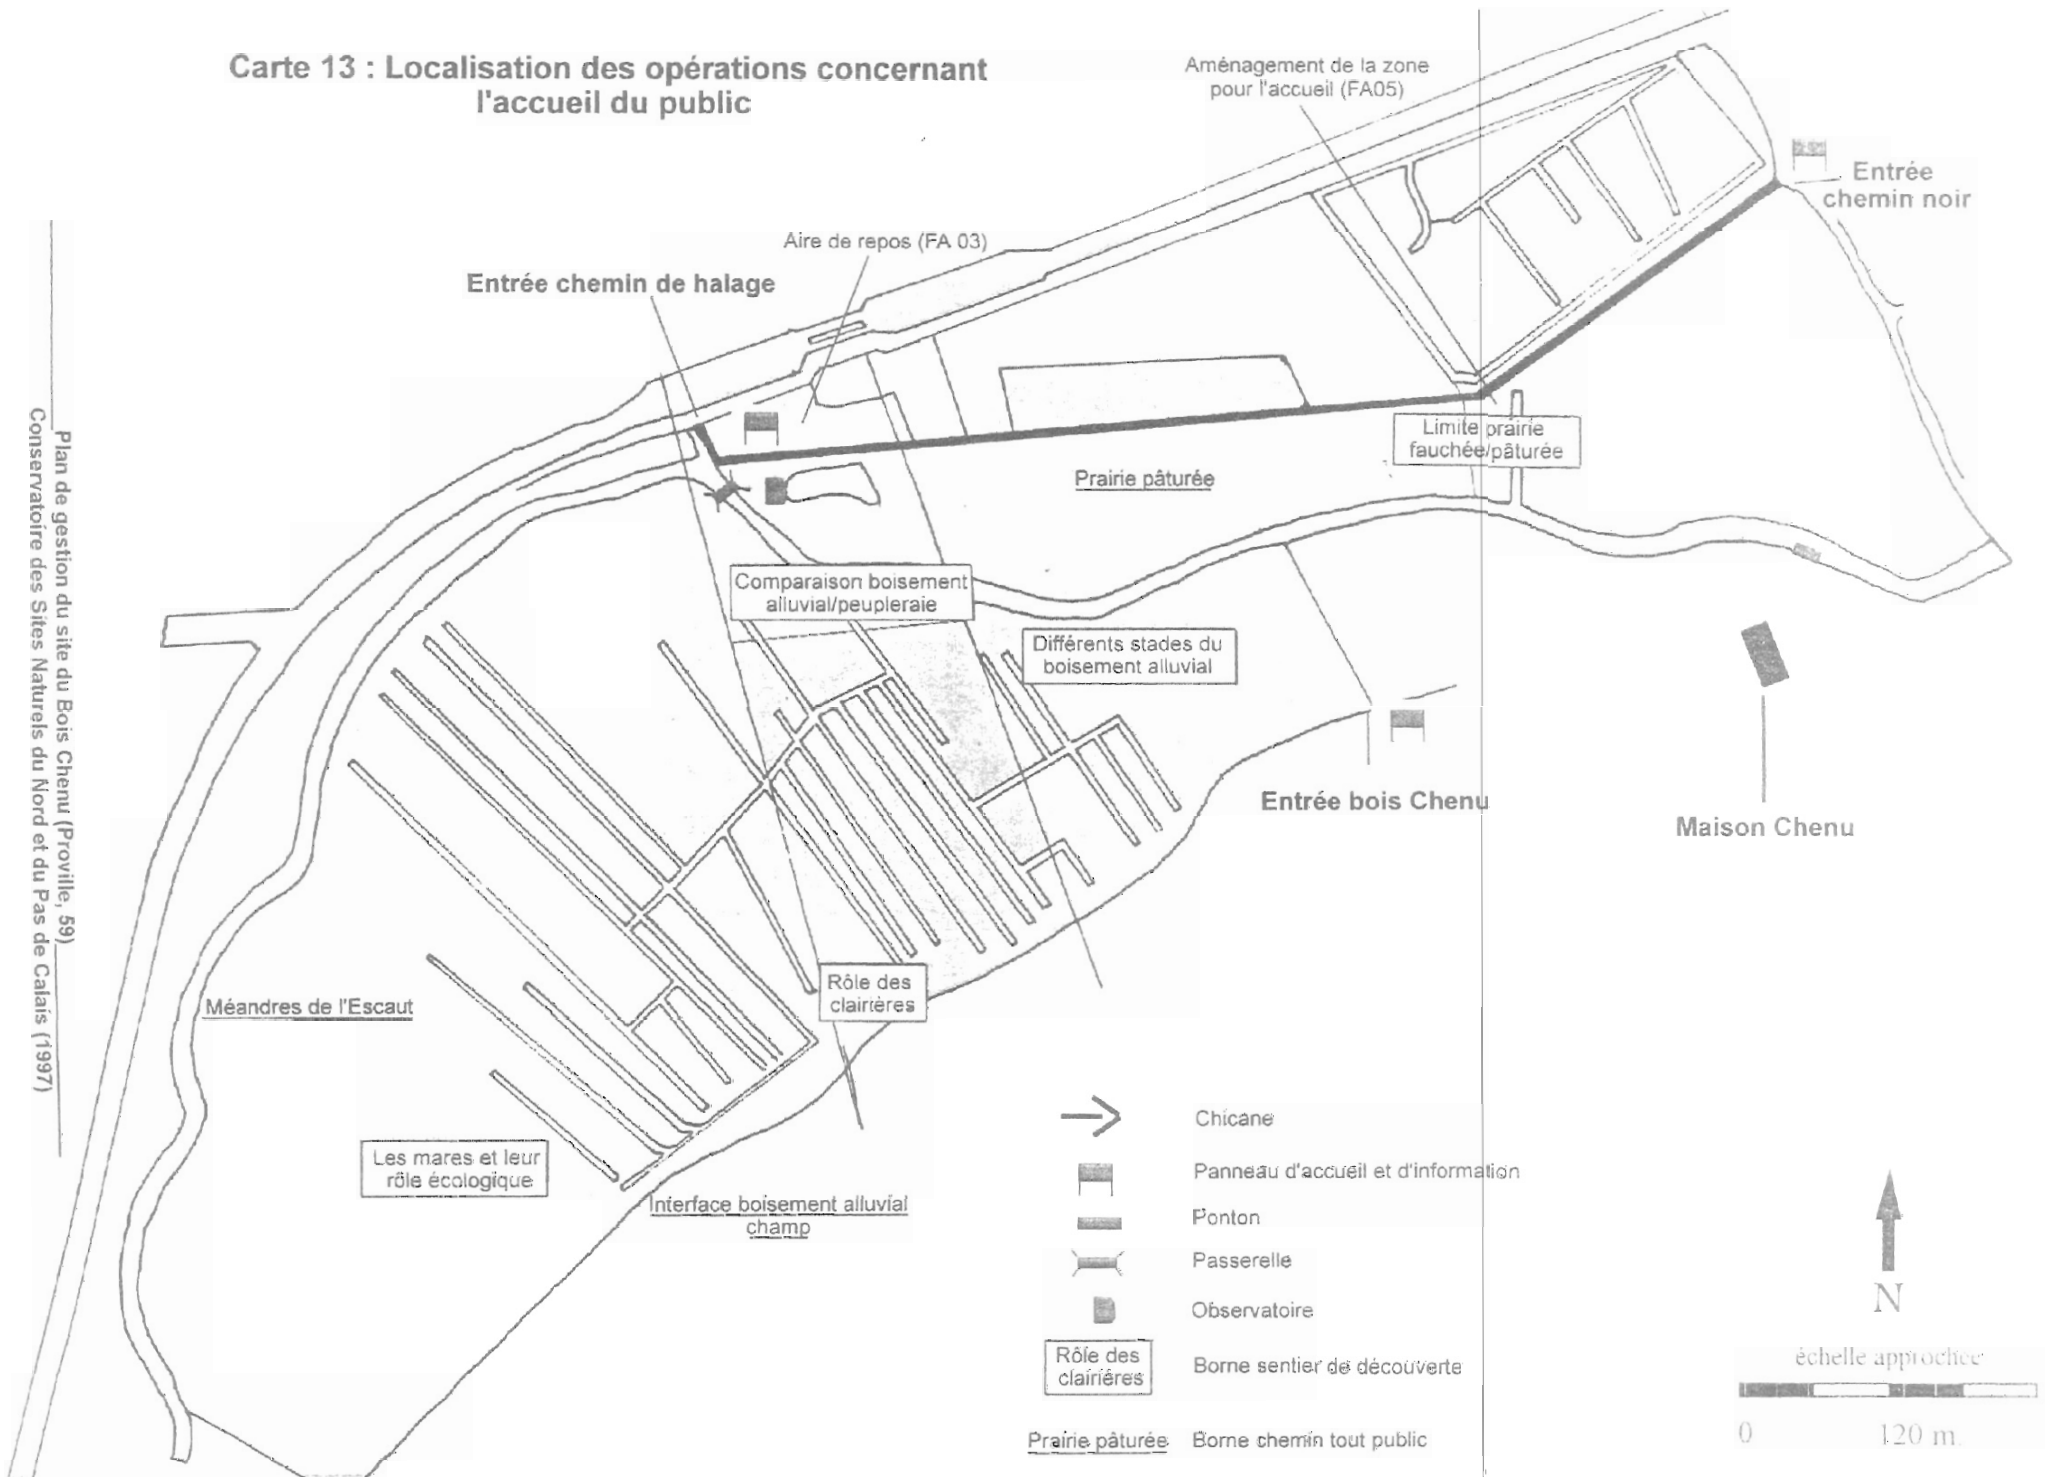 Carte 13 : Localisation des opérations concernant
l'accueil du public
Aménagement de la zone
pour l'accueil (FA05)
Entrée
chemin noir
Aire de repos (FA 03)
Entrée chemin de halage
Limite prairie
fauchée/pâturée
Prairie pâturée
Comparaison boisement
alluvial/peupleraie
Différents stades du
boisement alluvial
Entrée bois Chenu
Maison Chenu
Rôle des
clairières
Méandres de l'Escaut
Les mares et leur
rôle écologique
Interface boisement alluvial
champ
Plan de gestion du site du Bois Chenu (Proville, 59)
Conservatoire des Sites Naturels du Nord et du Pas de Calais (1997)
Chicane
Panneau d'accueil et d'information
Ponton
Passerelle
Observatoire
Rôle des
clairières
Borne sentier de découverte
Prairie pâturée
Borne chemin tout public
N
échelle approchée
0
120 m.